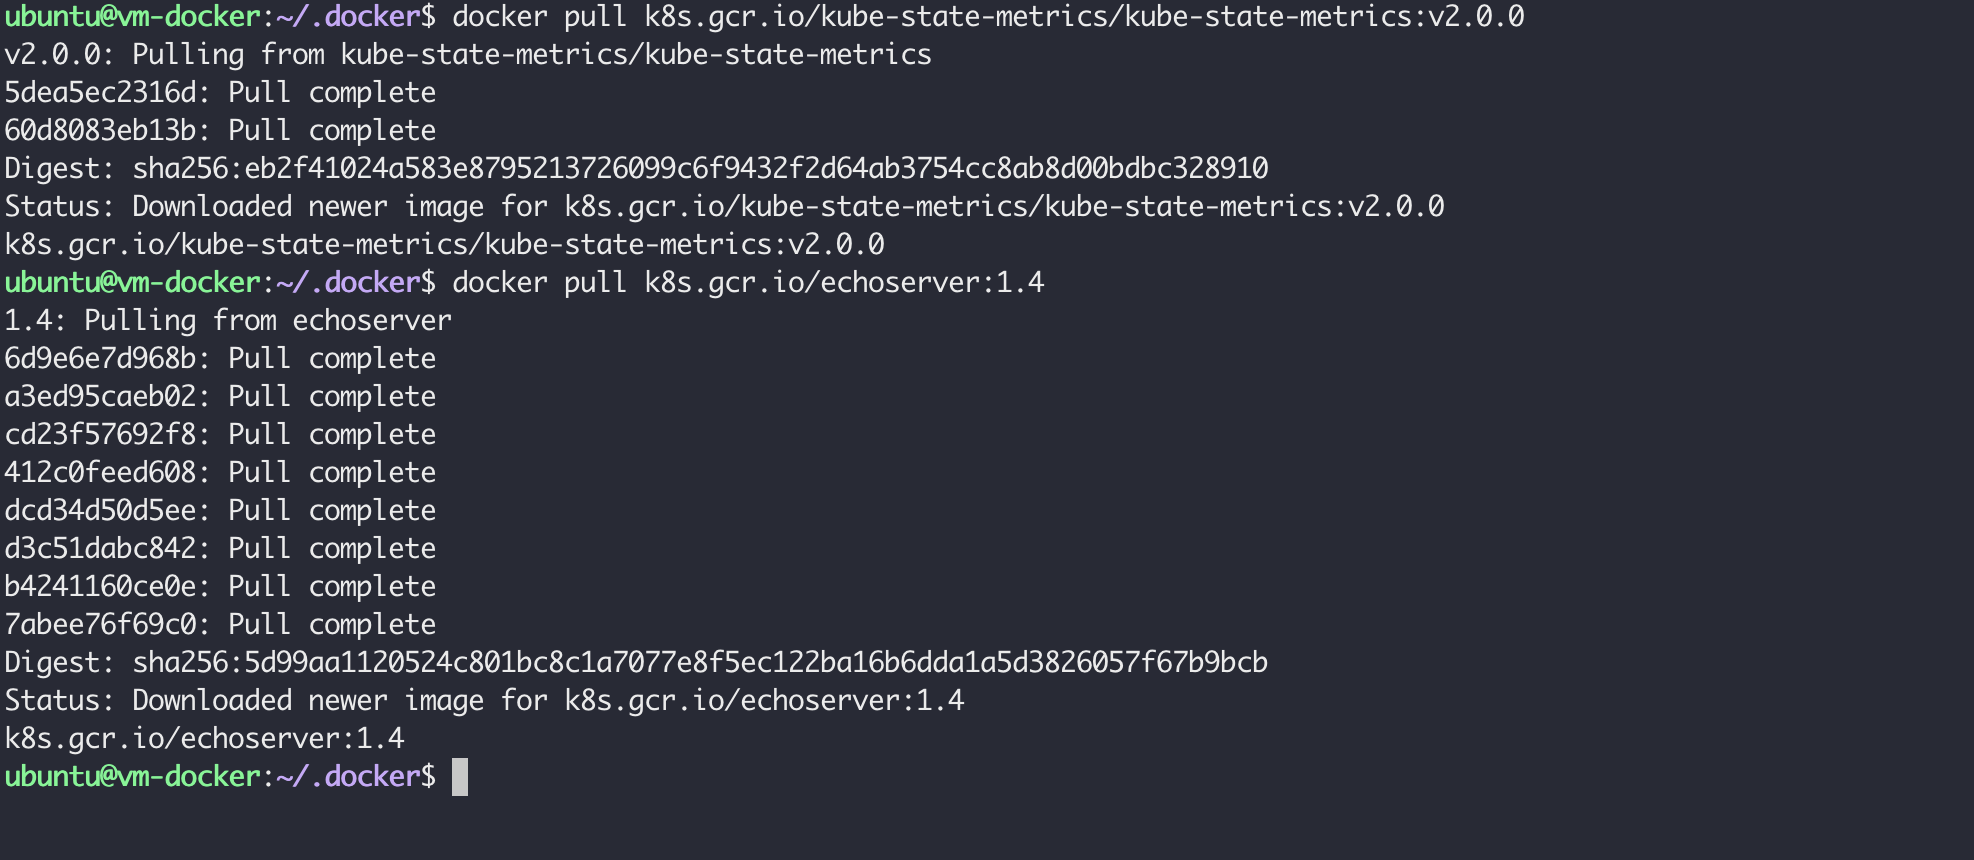 ubuntu@vm-docker:~/.docker$ docker pull k8s.gcr.io/kube-state-metrics/kube-state-metrics:v2.0.0
v2.0.0: Pulling from kube-state-metrics/kube-state-metrics
5dea5ec2316d: Pull complete
60d8083eb13b: Pull complete
Digest: sha256:eb2f41024a583e8795213726099c6f9432f2d64ab3754cc8ab8d00bdbc328910
Status: Downloaded newer image for k8s.gcr.io/kube-state-metrics/kube-state-metrics:v2.0.0
k8s.gcr.io/kube-state-metrics/kube-state-metrics:v2.0.0
ubuntu@vm-docker:~/.docker$ docker pull k8s.gcr.io/echoserver:1.4
1.4: Pulling from echoserver
6d9e6e7d968b: Pull complete
a3ed95caeb02: Pull complete
cd23f57692f8: Pull complete
412c0feed608: Pull complete
dcd34d50d5ee: Pull complete
d3c51dabc842: Pull complete
b4241160ce0e: Pull complete
7abee76f69c0: Pull complete
Digest: sha256:5d99aa1120524c801bc8c1a7077e8f5ec122ba16b6dda1a5d3826057f67b9bcb
Status: Downloaded newer image for k8s.gcr.io/echoserver:1.4
k8s.gcr.io/echoserver:1.4
ubuntu@vm-docker:~/.docker$